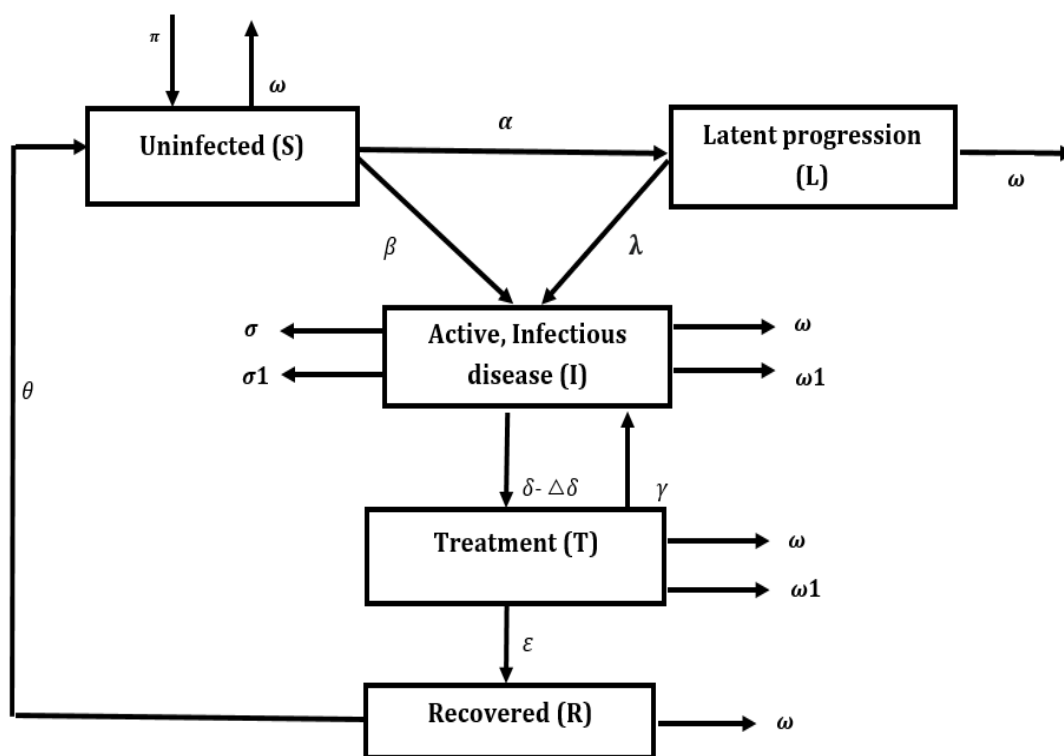 π
ω
Uninfected (S)
α
Latent progression
(L)
ω
β
λ
σ
Active, Infectious
disease (I)
ω
σ1
ω1
θ
δ- △δ
γ
Treatment (T)
ω
ω1
ε
Recovered (R)
ω